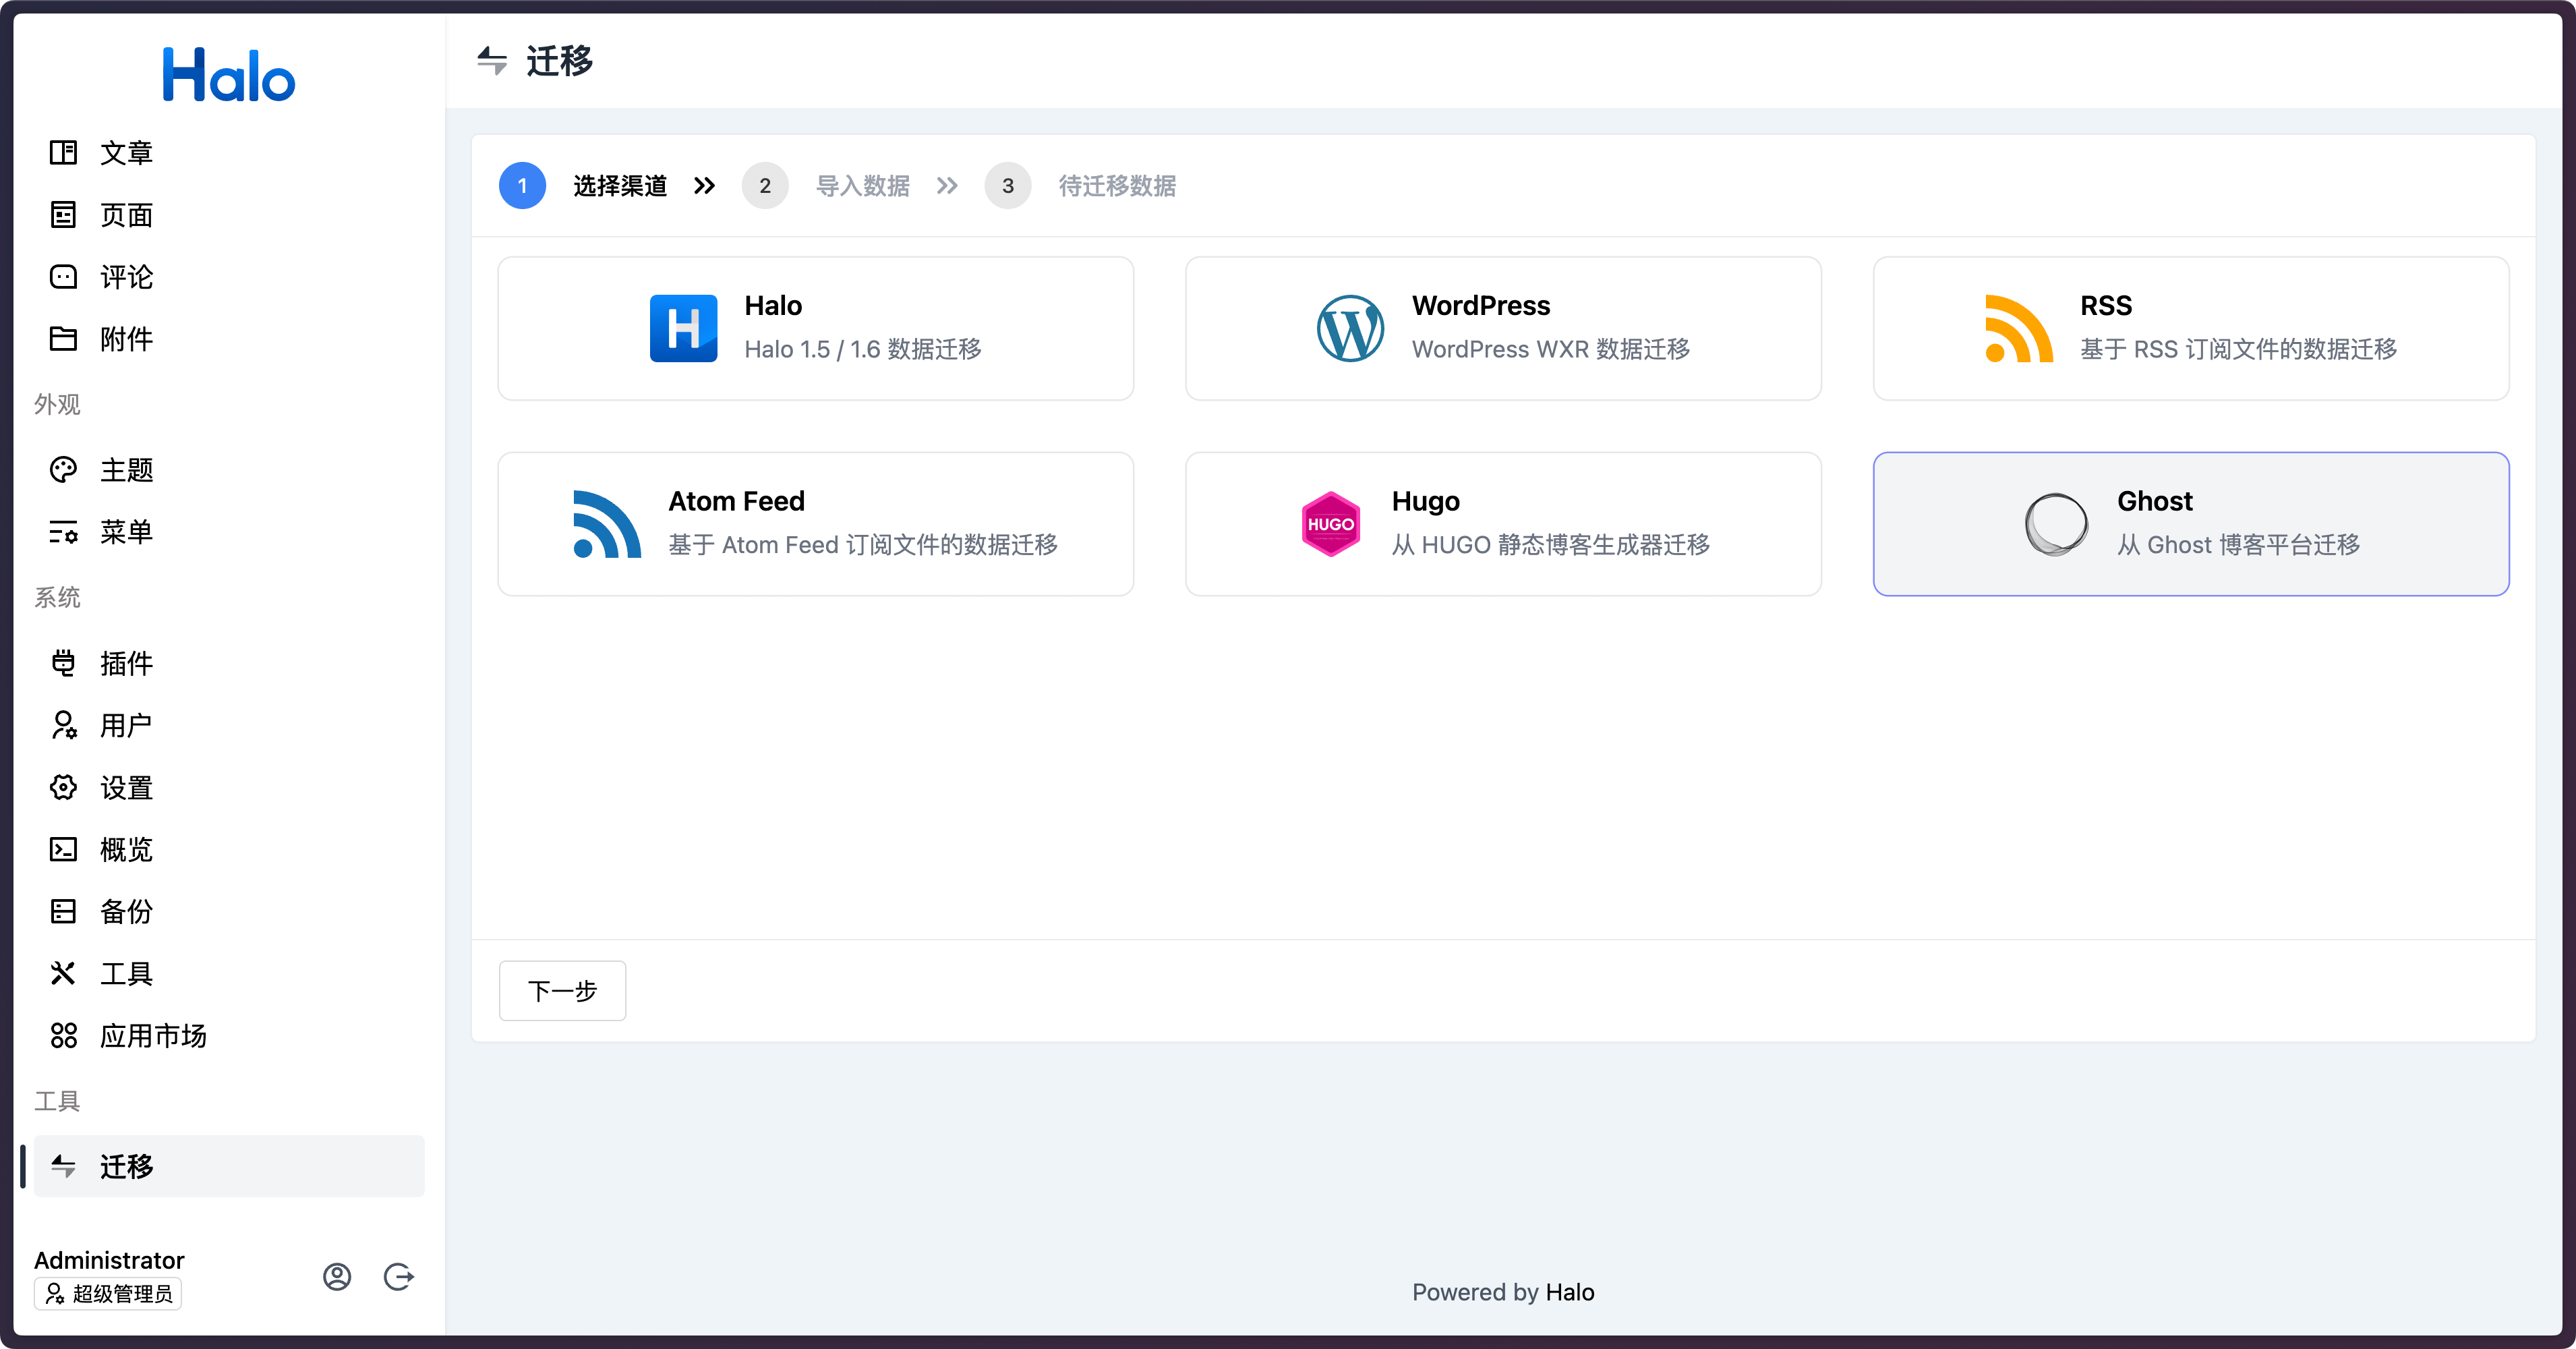 Halo
文章
页面
评论
附件
外观
主题
菜单
系统
插件
用户
设置
概览
备份
工具
应用市场
工具
迁移
Administrator
超级管理员
迁移
1 选择渠道 2 导入数据 3 待迁移数据
H
Halo
Halo 1.5 / 1.6 数据迁移
WordPress
WordPress WXR 数据迁移
RSS
基于 RSS 订阅文件的数据迁移
Atom Feed
基于 Atom Feed 订阅文件的数据迁移
HUGO
Hugo
从 HUGO 静态博客生成器迁移
Ghost
从 Ghost 博客平台迁移
下一步
Powered by Halo